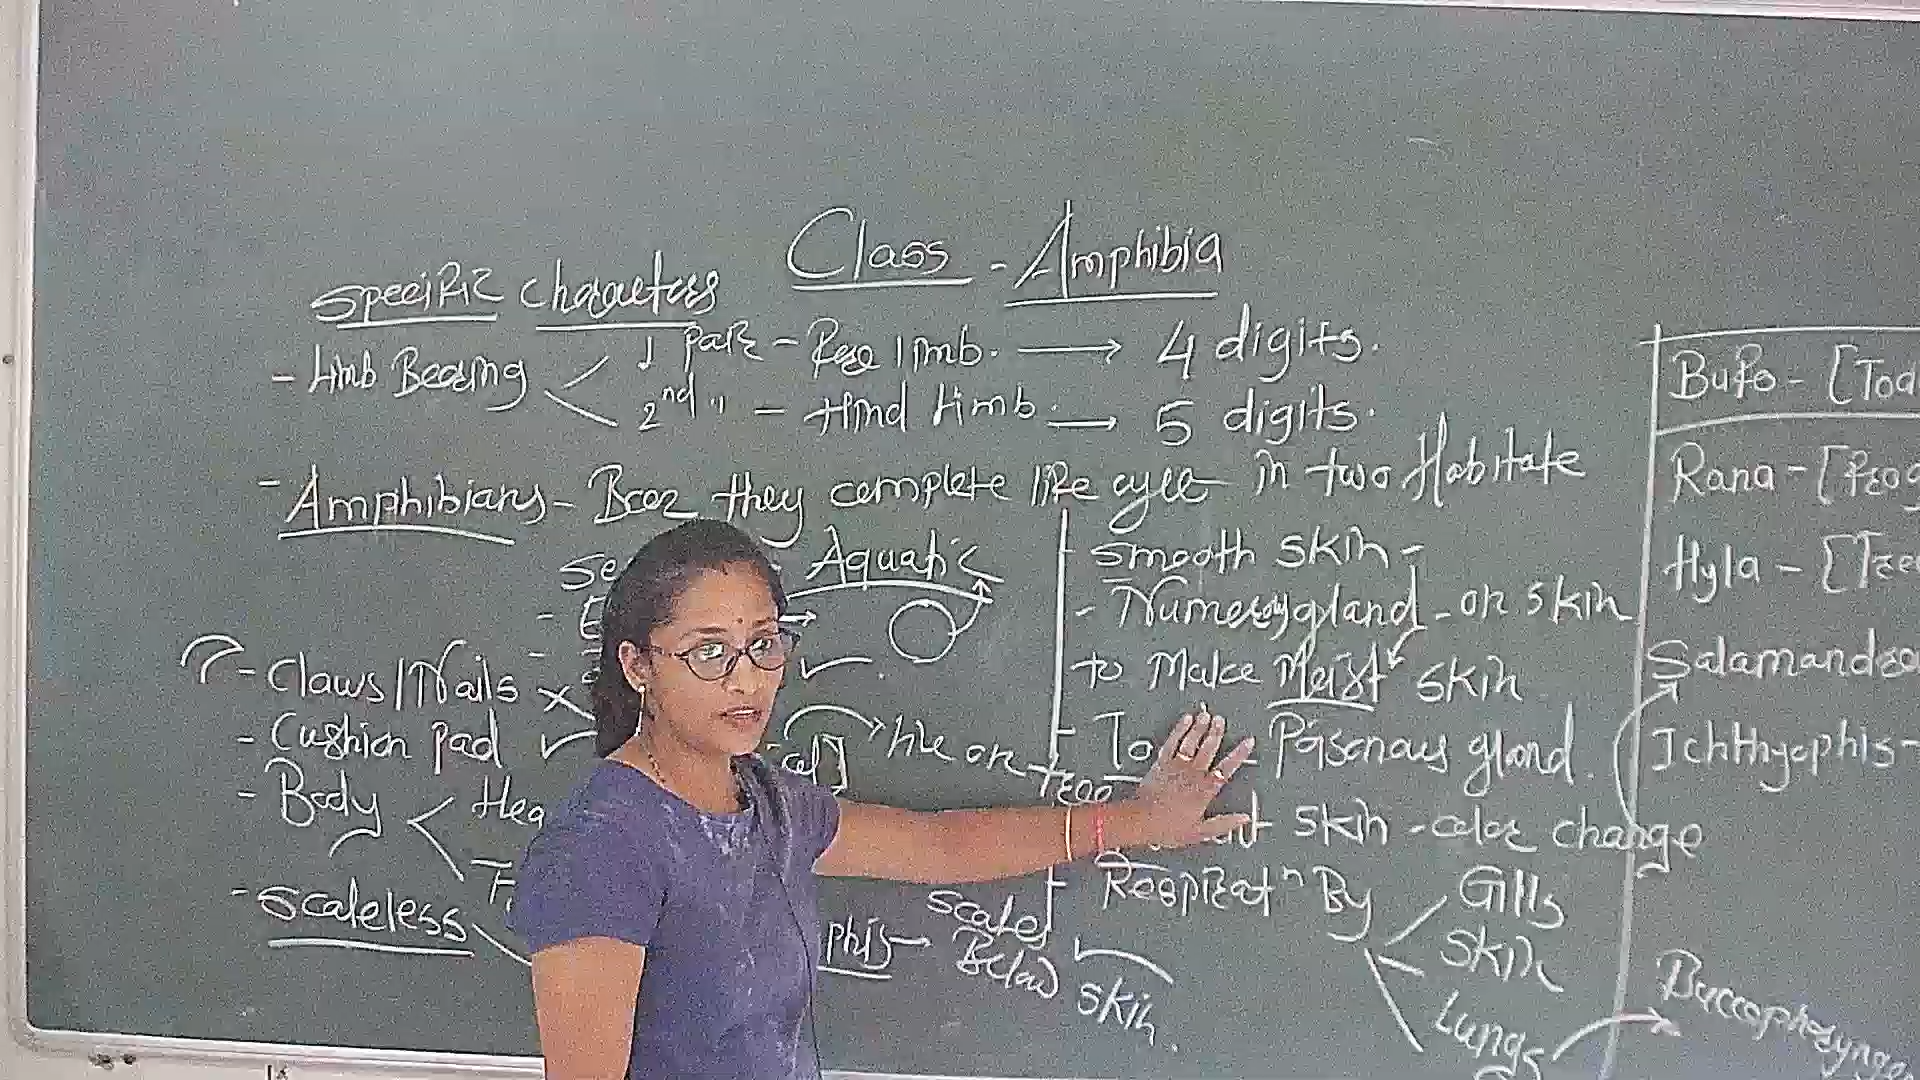 Class - Amphibia
Specific characters
- Limb Bearing
1 pair - Fore limb. → 4 digits.
2nd " - Hind limb. → 5 digits.
- Amphibians - Bcoz they complete life cycle in two Habitate
Aquatic
- Claws / Nails ×
- Cushion pad ✓
- Body
- Scaleless
phis → Scales Below skin.
live on tree
Smooth skin -
- Numerous gland - on skin
to Make Moist skin
Poisonous gland.
skin - color change
Respiratn By
Gills
Skin
Lungs →
Bufo - [Toa
Rana - [Frog
Hyla - [Tree
Salamander
Ichthyophis -